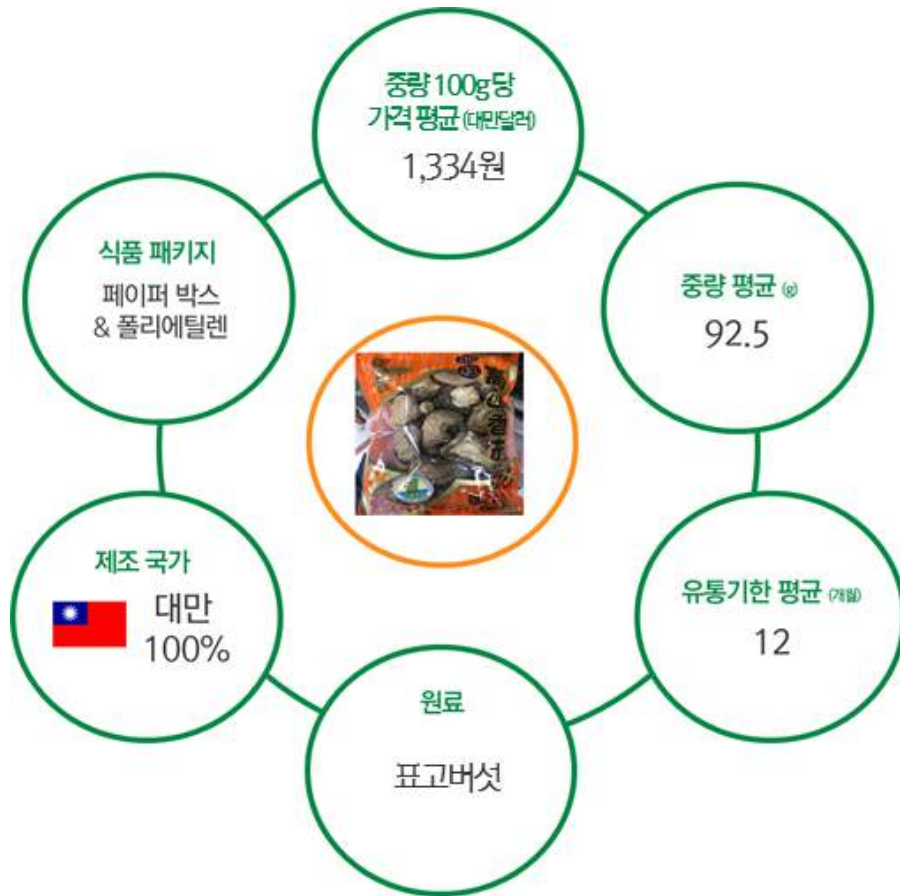 중량 100g당
가격 평균 (대만달러)
1,334원
식품 패키지
페이퍼 박스
& 폴리에틸렌
중량 평균 (g)
92.5
제조 국가
대만
100%
유통기한 평균 (개월)
12
원료
표고버섯